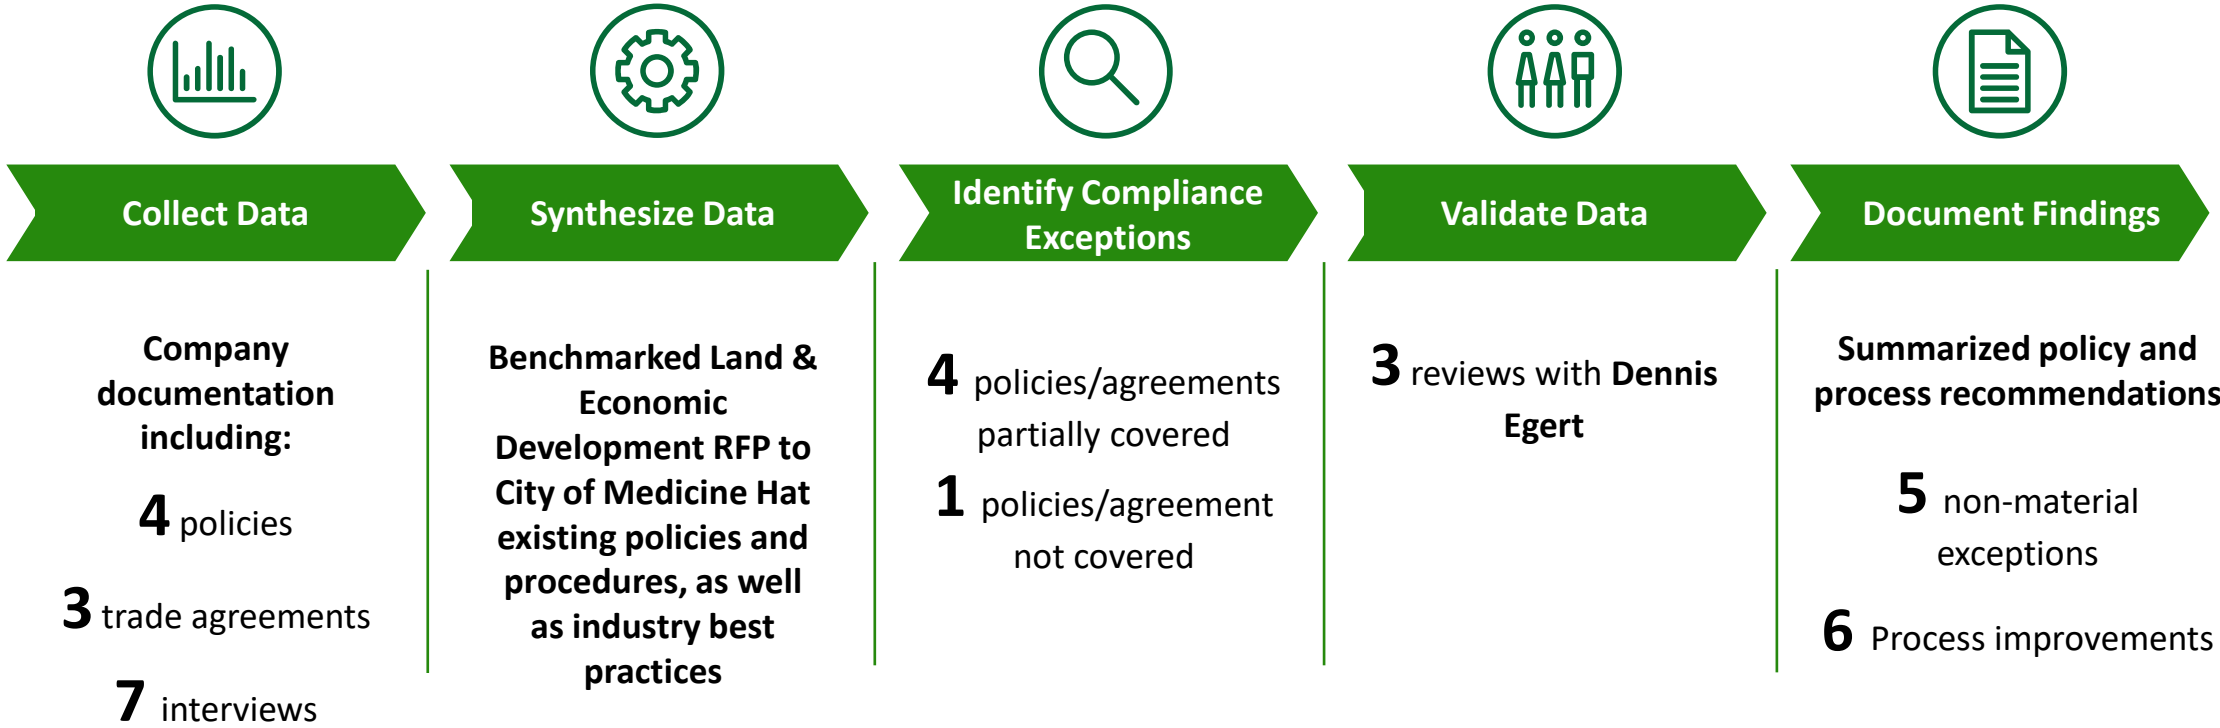 Collect Data
Synthesize Data
Identify Compliance
Exceptions
Validate Data
Document Findings
Company
documentation
including:
4 policies
3 trade agreements
7 interviews
Benchmarked Land &
Economic
Development RFP to
City of Medicine Hat
existing policies and
procedures, as well
as industry best
practices
4 policies/agreements
partially covered
1 policies/agreement
not covered
3 reviews with Dennis
Egert
Summarized policy and
process recommendations
5 non-material
exceptions
6 Process improvements